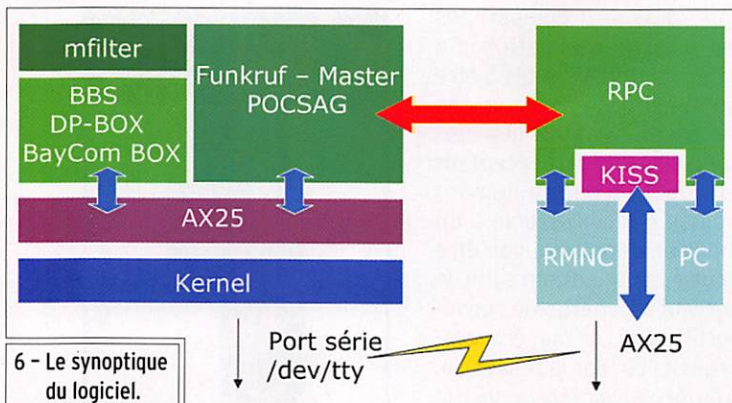 mfilter
BBS
DP-BOX
BayCom BOX
Funkruf – Master
POCSAG
RPC
KISS
AX25
RMNC
PC
Kernel
Port série
/dev/tty
AX25
6 - Le synoptique
du logiciel.